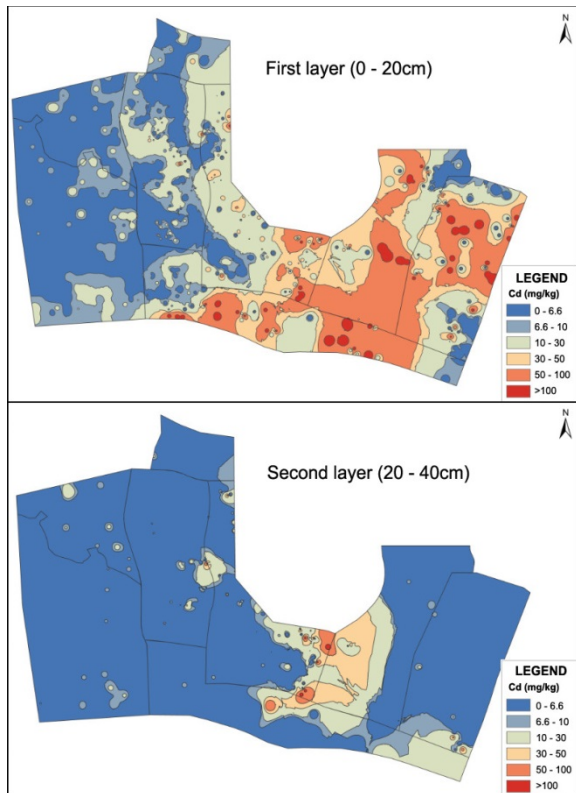 N
First layer (0 - 20cm)
LEGEND
Cd (mg/kg)
0 - 6.6
6.6 - 10
10 - 30
30 - 50
50 - 100
>100
N
Second layer (20 - 40cm)
LEGEND
Cd (mg/kg)
0 - 6.6
6.6 - 10
10 - 30
30 - 50
50 - 100
>100